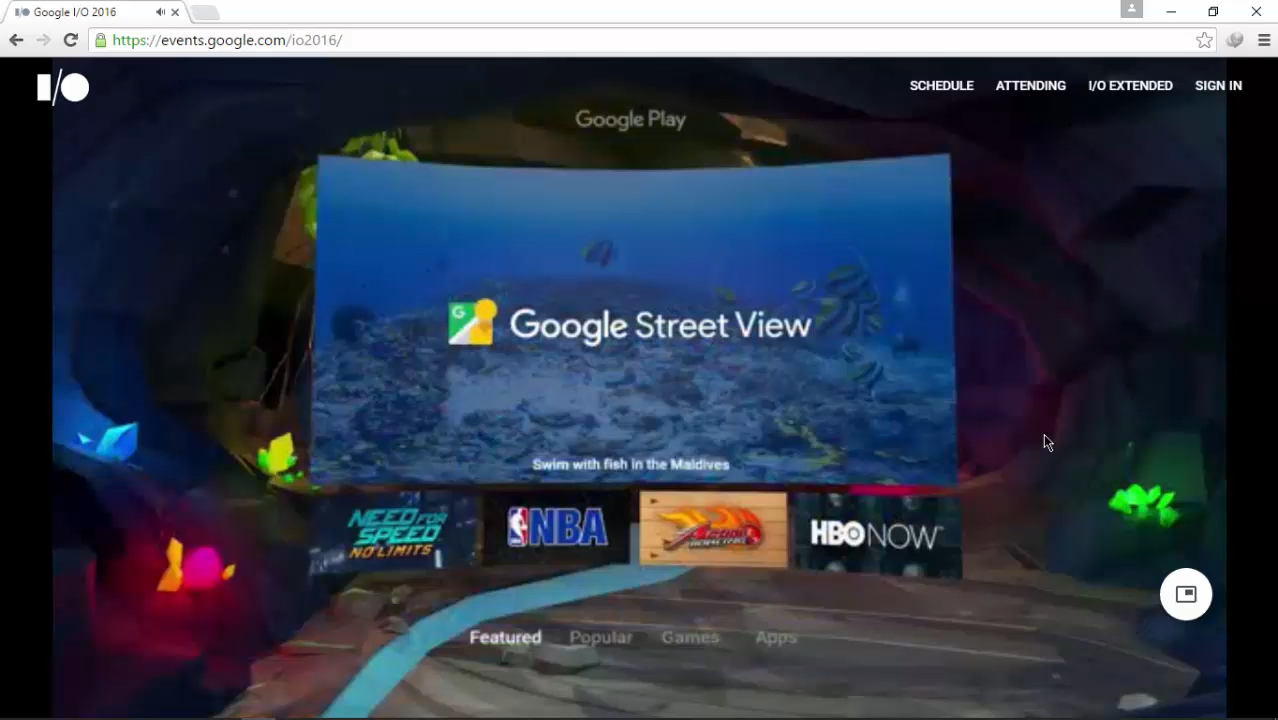 Google I/O 2016
https://events.google.com/io2016/
I/O
SCHEDULE ATTENDING I/O EXTENDED SIGN IN
Google Play
G
Google Street View
Swim with fish in the Maldives
NEED FOR
SPEED
NO LIMITS
NBA
HBO NOW
Featured Popular Games Apps